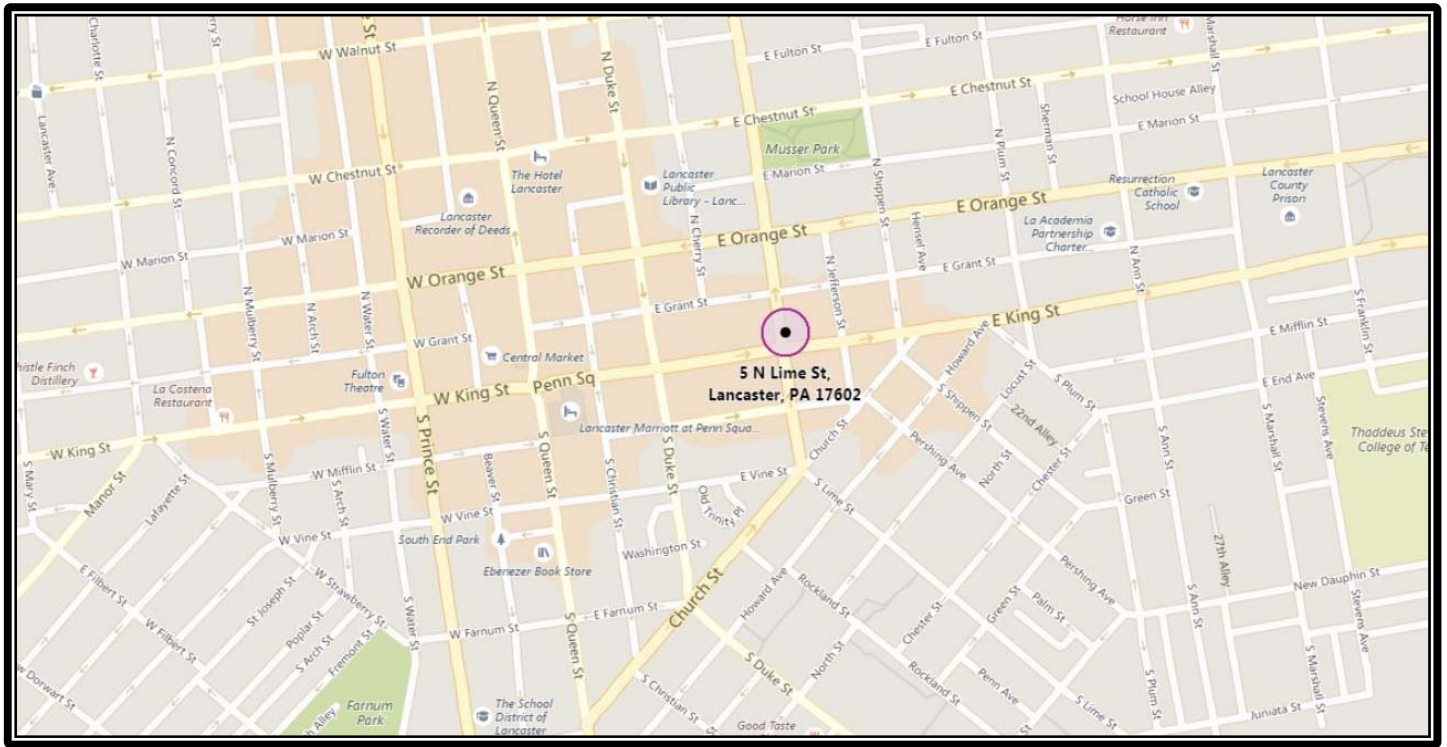 Charlotte St
W Walnut St
N Queen St
N Duke St
E Fulton St
E Fulton St
Restaurant
Marshall St
Lancaster Ave
N Concord St
E Chestnut St
E Chestnut St
School House Alley
Sherman St
E Marion St
Musser Park
N Plum St
The Hotel
Lancaster
W Chestnut St
Lancaster
Public
Library - Lanc...
E Marion St
N Shippen St
Resurrection
Catholic
School
Lancaster
County
Prison
Lancaster
Recorder of Deeds
N Cherry St
E Orange St
E Orange St
Hensel Ave
La Academia
Partnership
Charter...
W Marion St
W Marion St
W Orange St
N Jefferson St
E Grant St
N Ann St
N Mulberry St
N Arch St
N Water St
E Grant St
E King St
S Franklin St
E Mifflin St
W Grant St
Central Market
Penn Sq
histle Finch
Distillery
La Costena
Restaurant
Fulton
Theatre
W King St
5 N Lime St,
Lancaster, PA 17602
Howard Ave
Locust St
S Plum St
E End Ave
Lancaster Marriott at Penn Squa...
S Shippen St
22nd Alley
Stevens Ave
Thaddeus Ste
College of Te
W King St
S Mary St
Manor St
Lafayette St
S Mulberry St
W Mifflin St
S Arch St
S Water St
S Prince St
Beaver St
S Queen St
S Christian St
S Duke St
E Vine St
Church St
Pershing Ave
North St
Chester St
S Ann St
S Marshall St
Old
Trinity Pl
S Lime St
Green St
W Vine St
W Vine St
South End Park
Ebenezer Book Store
Washington St
27th Alley
New Dauphin St
E Filbert St
St Joseph St
W Strawberry St
Howard Ave
Rockland St
Pershing Ave
Church St
Green St
Palm St
S Ann St
Stevens Ave
Poplar St
W Filbert St
S Water St
W Farnum St
E Farnum St
S Queen St
Chester St
S Arch St
Fremont St
S Duke St
North St
Rockland St
Penn Ave
S Plum St
S Marshall St
w Dorwart St
Farnum
Park
The School
District of
Lancaster
S Christian St
S Lime St
Juniata St
Good Taste